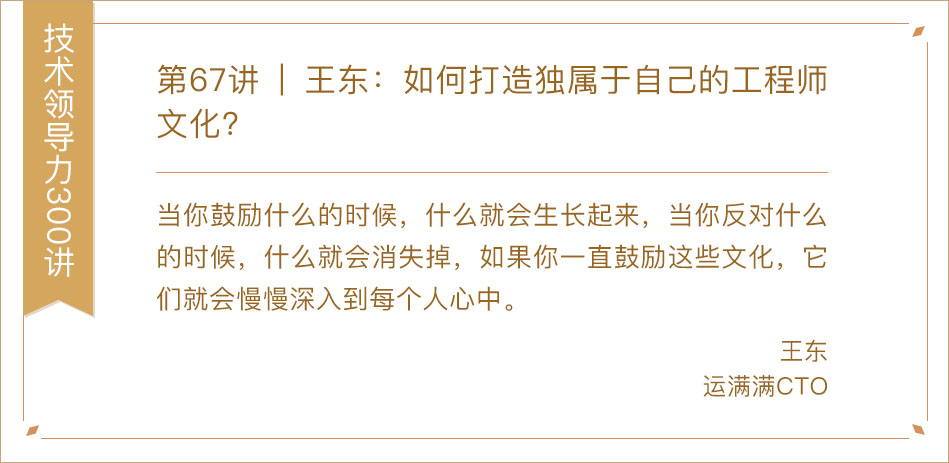 技术领导力300讲
第67讲 | 王东：如何打造独属于自己的工程师
文化？
当你鼓励什么的时候，什么就会生长起来，当你反对什么
的时候，什么就会消失掉，如果你一直鼓励这些文化，它
们就会慢慢深入到每个人心中。
王东
运满满CTO